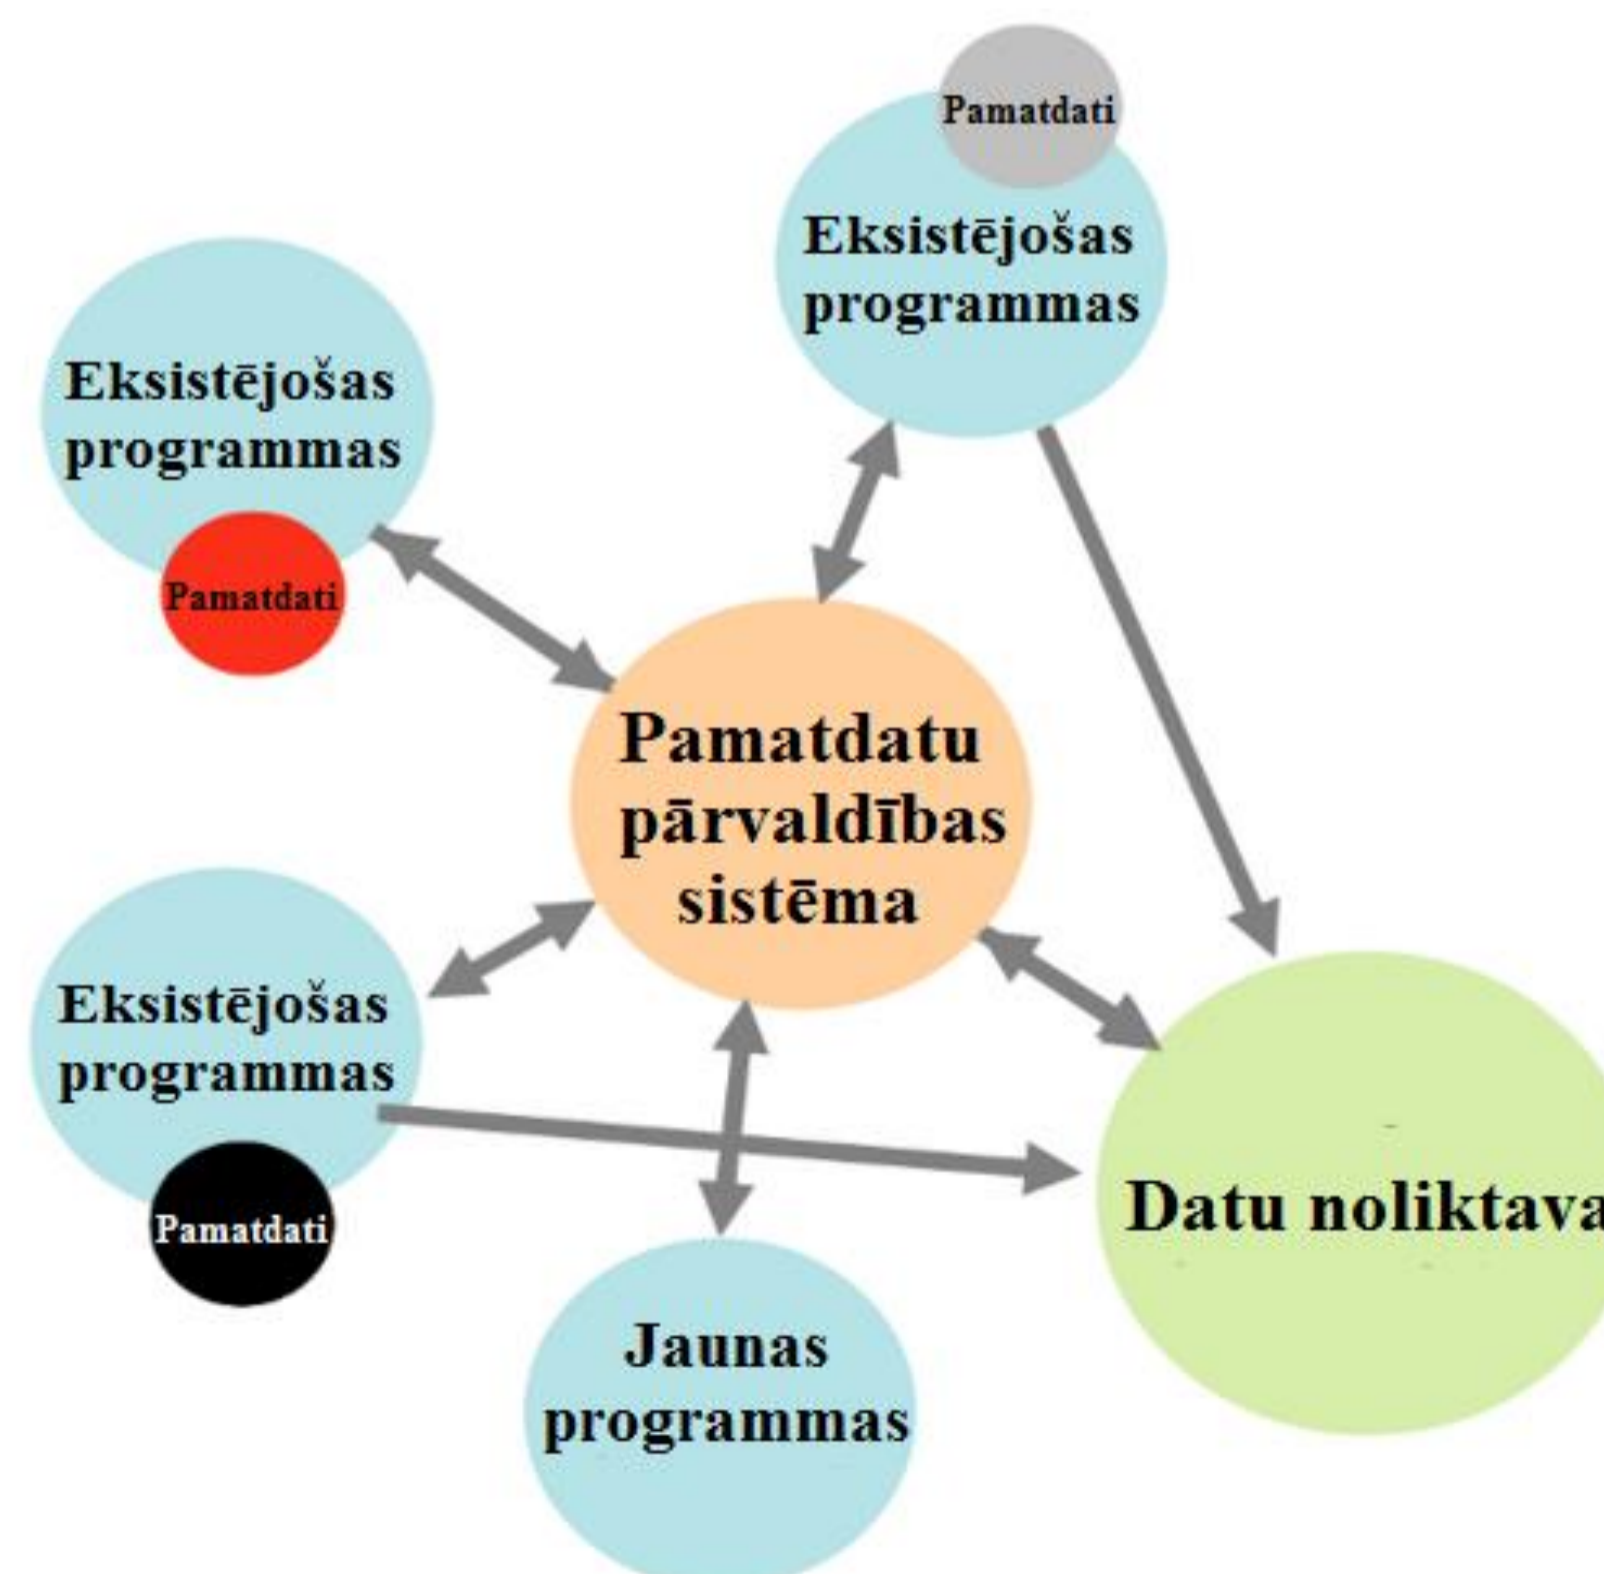 Pamatdati
Eksistējošas
programmas
Eksistējošas
programmas
Pamatdati
Pamatdatu
pārvaldības
sistēma
Eksistējošas
programmas
Pamatdati
Datu noliktava
Jaunas
programmas